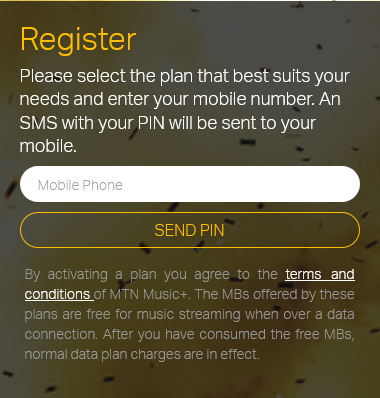 Register
Please select the plan that best suits your
needs and enter your mobile number. An
SMS with your PIN will be sent to your
mobile.
Mobile Phone
SEND PIN
By activating a plan you agree to the terms and
conditions of MTN Music+. The MBs offered by these
plans are free for music streaming when over a data
connection. After you have consumed the free MBs,
normal data plan charges are in effect.